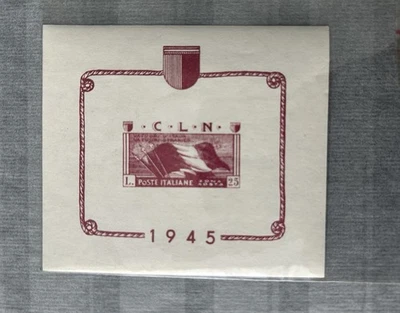 · C · L · N ·
L. POSTE ITALIANE 25
1945